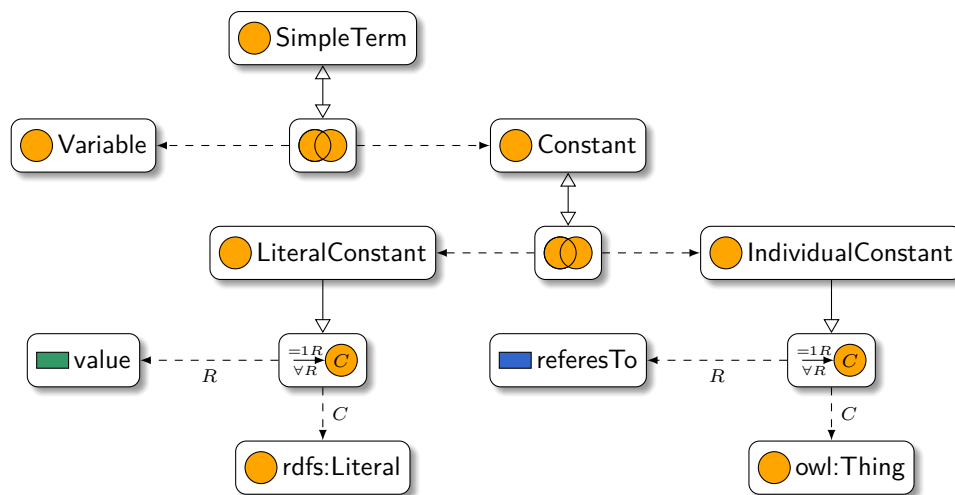 SimpleTerm
Variable
Constant
LiteralConstant
IndividualConstant
value
R
=1R
∀R
C
referesTo
R
=1R
∀R
C
C
C
rdfs:Literal
owl:Thing